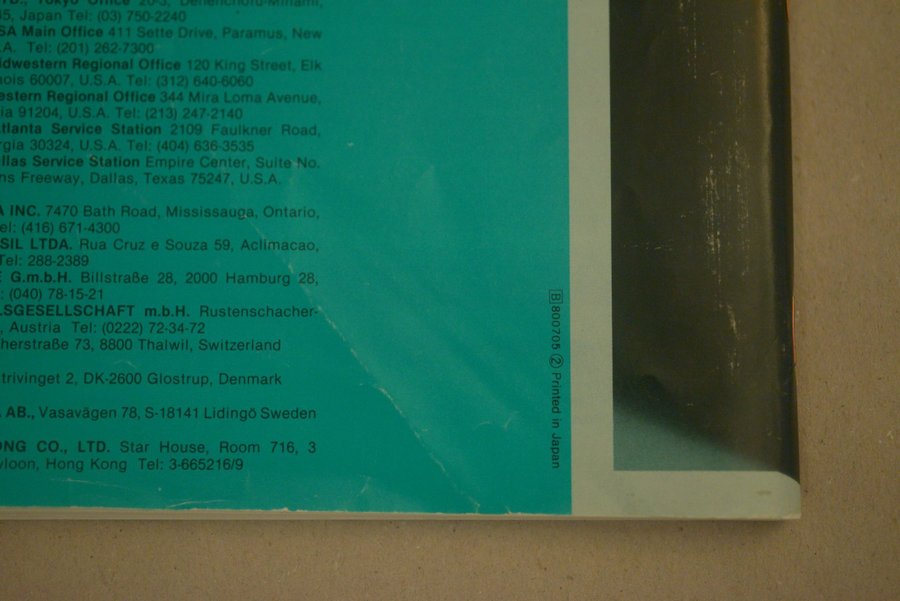 LTD., Tokyo Office 20-3, Denenchofu-Minami,
45, Japan Tel: (03) 750-2240
SA Main Office 411 Sette Drive, Paramus, New
.A. Tel: (201) 262-7300
idwestern Regional Office 120 King Street, Elk
nois 60007, U.S.A. Tel: (312) 640-6060
estern Regional Office 344 Mira Loma Avenue,
ia 91204, U.S.A. Tel: (213) 247-2140
tlanta Service Station 2109 Faulkner Road,
rgia 30324, U.S.A. Tel: (404) 636-3535
llas Service Station Empire Center, Suite No.
ns Freeway, Dallas, Texas 75247, U.S.A.
A INC. 7470 Bath Road, Mississauga, Ontario,
el: (416) 671-4300
SIL LTDA. Rua Cruz e Souza 59, Aclimacao,
Tel: 288-2389
E G.m.b.H. Billstraße 28, 2000 Hamburg 28,
: (040) 78-15-21
LSGESELLSCHAFT m.b.H. Rustenschacher-
, Austria Tel: (0222) 72-34-72
cherstraße 73, 8800 Thalwil, Switzerland
trivinget 2, DK-2600 Glostrup, Denmark
A AB., Vasavägen 78, S-18141 Lidingö Sweden
ONG CO., LTD. Star House, Room 716, 3
wloon, Hong Kong Tel: 3-665216/9
B 800705 ② Printed in Japan